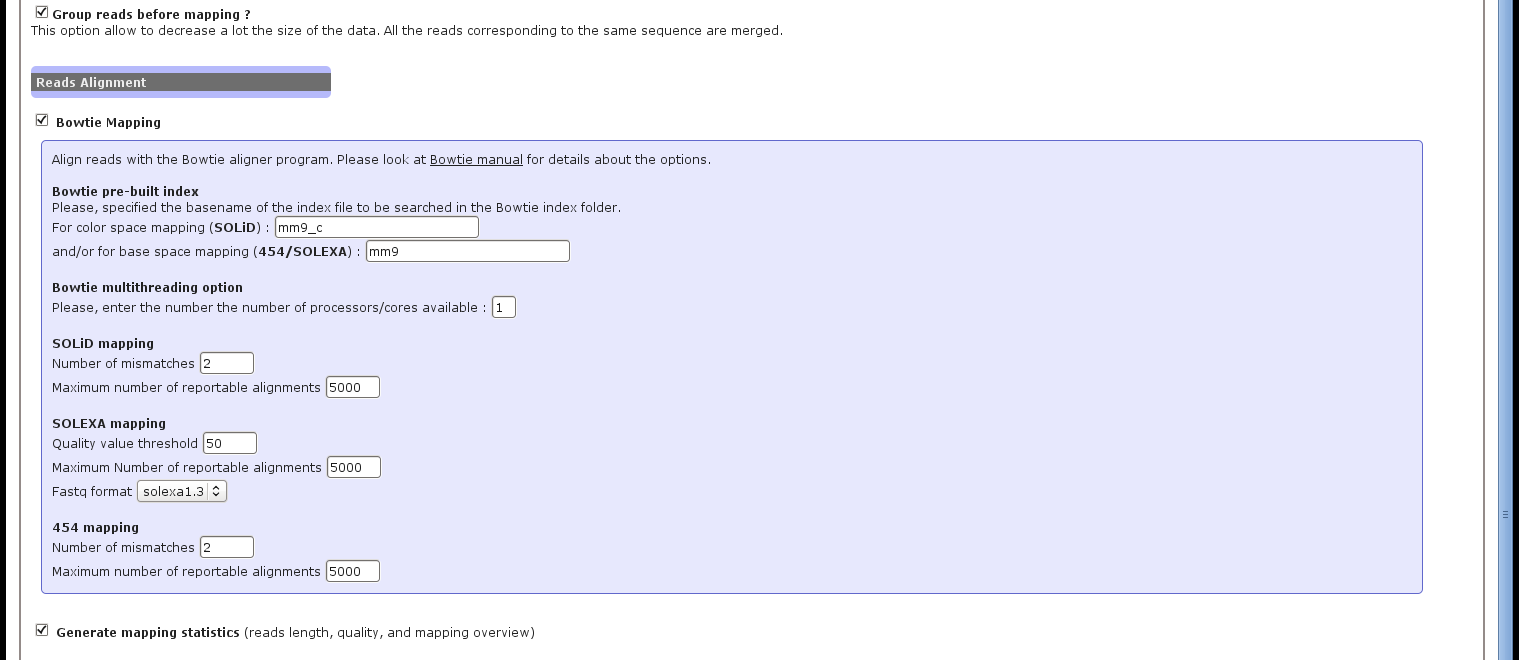 Group reads before mapping ?
This option allow to decrease a lot the size of the data. All the reads corresponding to the same sequence are merged.
Reads Alignment
Bowtie Mapping
Align reads with the Bowtie aligner program. Please look at Bowtie manual for details about the options.
Bowtie pre-built index
Please, specified the basename of the index file to be searched in the Bowtie index folder.
For color space mapping (SOLiD) : mm9_c
and/or for base space mapping (454/SOLEXA) : mm9
Bowtie multithreading option
Please, enter the number the number of processors/cores available : 1
SOLiD mapping
Number of mismatches 2
Maximum number of reportable alignments 5000
SOLEXA mapping
Quality value threshold 50
Maximum Number of reportable alignments 5000
Fastq format solexa1.3
454 mapping
Number of mismatches 2
Maximum number of reportable alignments 5000
Generate mapping statistics (reads length, quality, and mapping overview)